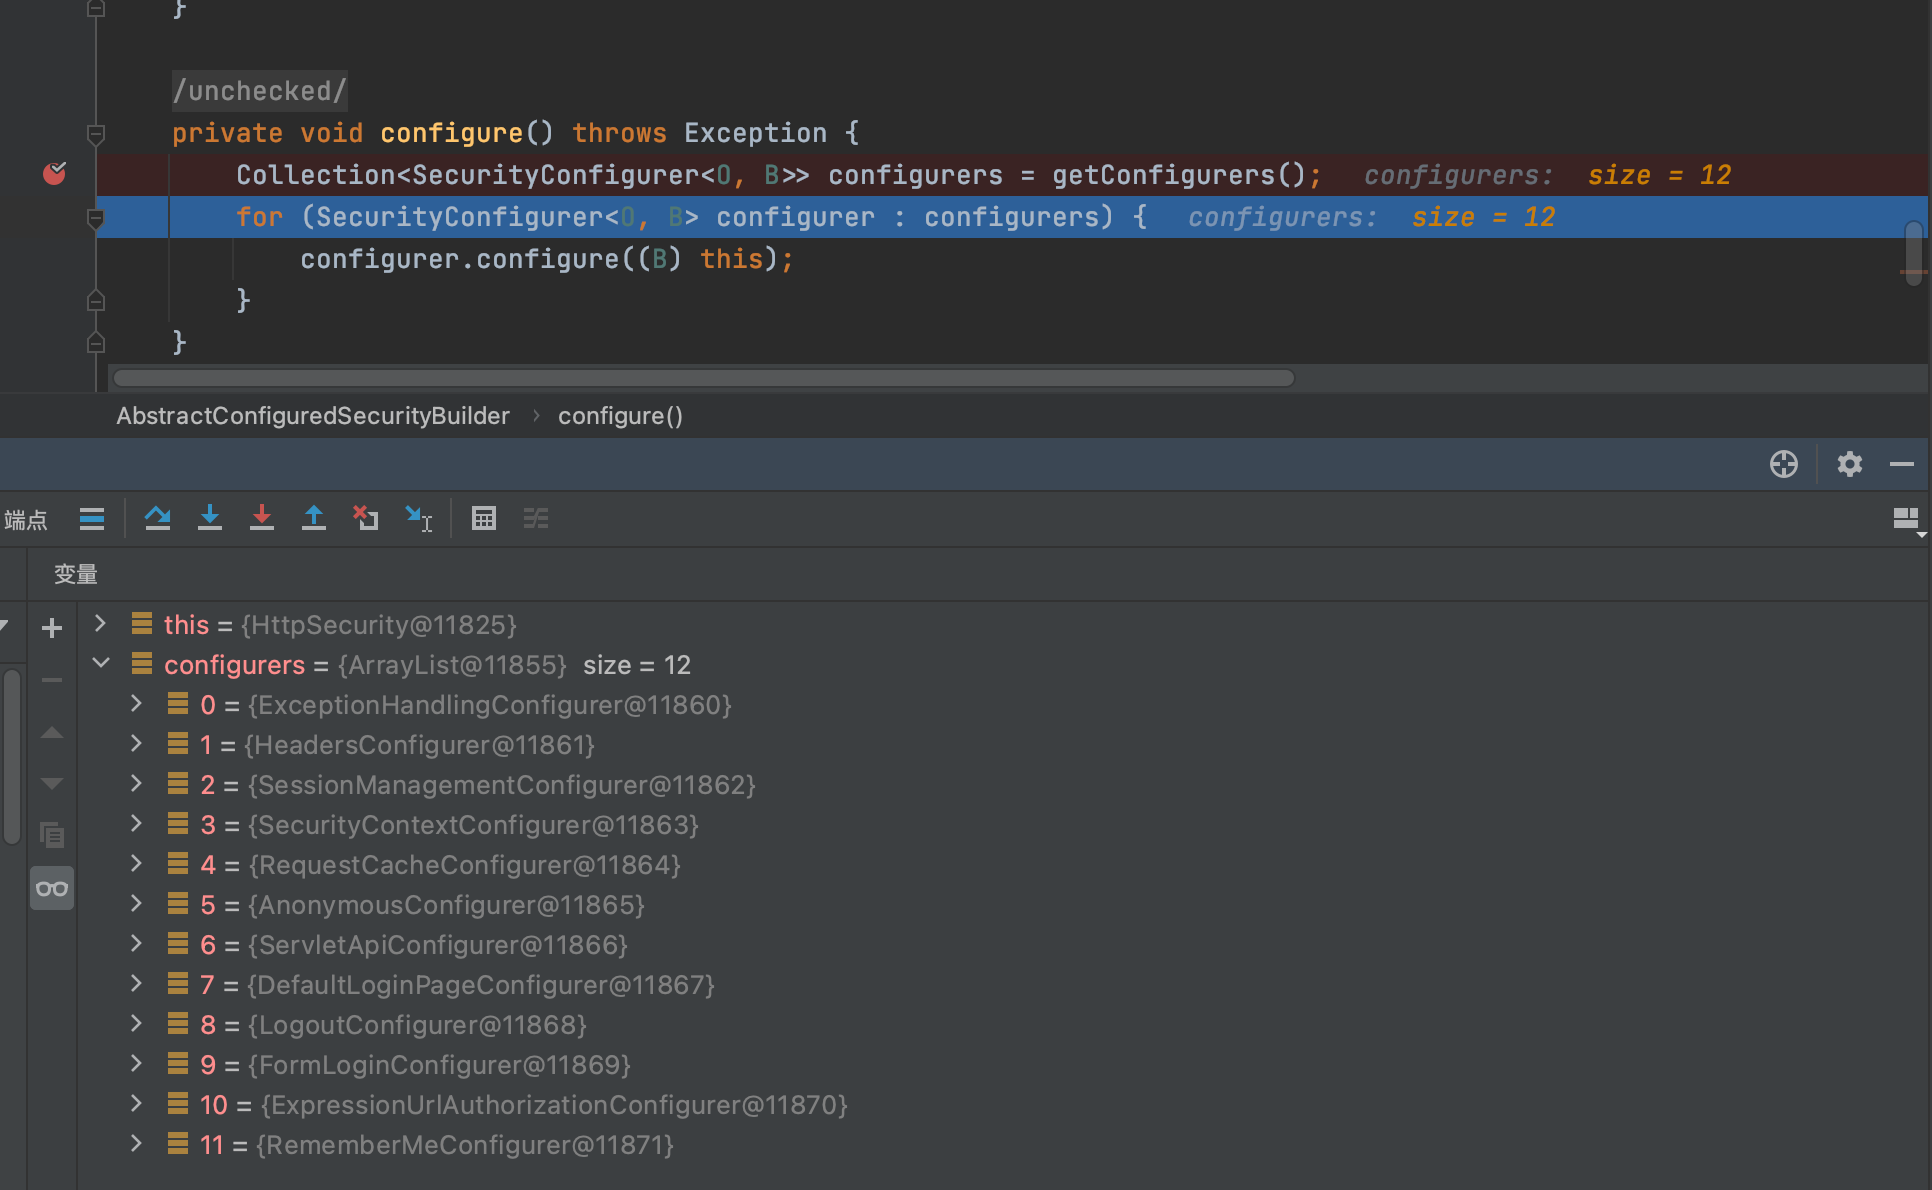 }
/unchecked/
private void configure() throws Exception {
Collection<SecurityConfigurer<O, B>> configurers = getConfigurers(); configurers: size = 12
for (SecurityConfigurer<O, B> configurer : configurers) { configurers: size = 12
configurer.configure((B) this);
}
}
AbstractConfiguredSecurityBuilder › configure()
端点
变量
this = {HttpSecurity@11825}
configurers = {ArrayList@11855} size = 12
0 = {ExceptionHandlingConfigurer@11860}
1 = {HeadersConfigurer@11861}
2 = {SessionManagementConfigurer@11862}
3 = {SecurityContextConfigurer@11863}
4 = {RequestCacheConfigurer@11864}
5 = {AnonymousConfigurer@11865}
6 = {ServletApiConfigurer@11866}
7 = {DefaultLoginPageConfigurer@11867}
8 = {LogoutConfigurer@11868}
9 = {FormLoginConfigurer@11869}
10 = {ExpressionUrlAuthorizationConfigurer@11870}
11 = {RememberMeConfigurer@11871}